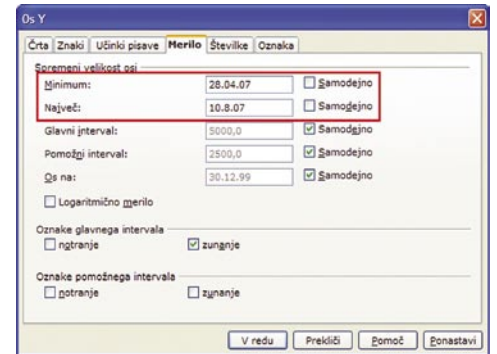 Os Y
Črta Znaki Učinki pisave Merilo Številke Oznaka
Spremeni velikost osi
Minimum: 28.04.07 Samodejno
Največ: 10.8.07 Samodejno
Glavni interval: 5000,0 Samodejno
Pomožni interval: 2500,0 Samodejno
Os na: 30.12.99 Samodejno
Logaritmično merilo
Oznake glavnega intervala
notranje zunanje
Oznake pomožnega intervala
notranje zunanje
V redu Prekliči Pomoč Ponastavi